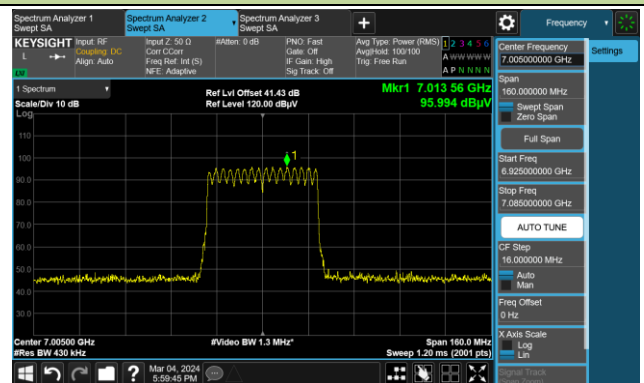 Spectrum Analyzer 1
Swept SA
Spectrum Analyzer 2
Swept SA
Spectrum Analyzer 3
Swept SA
Frequency
KEYSIGHT
L
Input: RF
Coupling: DC
Align: Auto
Input Z: 50 Ω
Corr CCorr
Freq Ref: Int (S)
NFE: Adaptive
#Atten: 0 dB
PNO: Fast
Gate: Off
IF Gain: High
Sig Track: Off
Avg Type: Power (RMS)
Avg|Hold: 100/100
Trig: Free Run
1 2 3 4 5 6
A W W W W W
A P N N N N
1 Spectrum
Scale/Div 10 dB
Log
Ref Lvl Offset 41.43 dB
Ref Level 120.00 dBµV
Mkr1 7.013 56 GHz
95.994 dBµV
1
110
100
90.0
80.0
70.0
60.0
50.0
40.0
30.0
Center 7.00500 GHz
#Res BW 430 kHz
#Video BW 1.3 MHz*
Span 160.0 MHz
Sweep 1.20 ms (2001 pts)
Center Frequency
7.005000000 GHz
Settings
Span
160.000000 MHz
Swept Span
Zero Span
Full Span
Start Freq
6.925000000 GHz
Stop Freq
7.085000000 GHz
AUTO TUNE
CF Step
16.000000 MHz
Auto
Man
Freq Offset
0 Hz
X Axis Scale
Log
Lin
Signal Track
?
Mar 04, 2024
5:59:45 PM